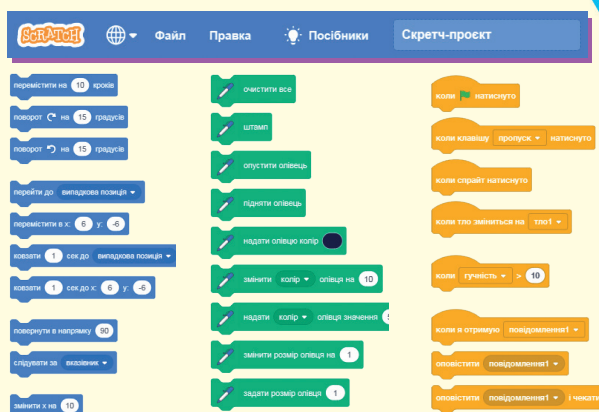 SCRATCH Файл Правка Посібники Скретч-проєкт
перемістити на 10 кроків
поворот на 15 градусів
поворот на 15 градусів
перейти до випадкова позиція
перемістити в x: 6 y: -6
ковзати 1 сек до випадкова позиція
ковзати 1 сек до x: 6 y: -6
повернути в напрямку 90
слідувати за вказівник
змінити x на 10
очистити все
штамп
опустити олівець
підняти олівець
надати олівцю колір
змінити колір олівця на 10
надати колір олівця значення
змінити розмір олівця на 1
задати розмір олівця 1
коли натиснуто
коли клавішу пропуск натиснуто
коли спрайт натиснуто
коли тло зміниться на тло1
коли гучність > 10
коли я отримую повідомлення1
оповістити повідомлення1
оповістити повідомлення1 і чекати